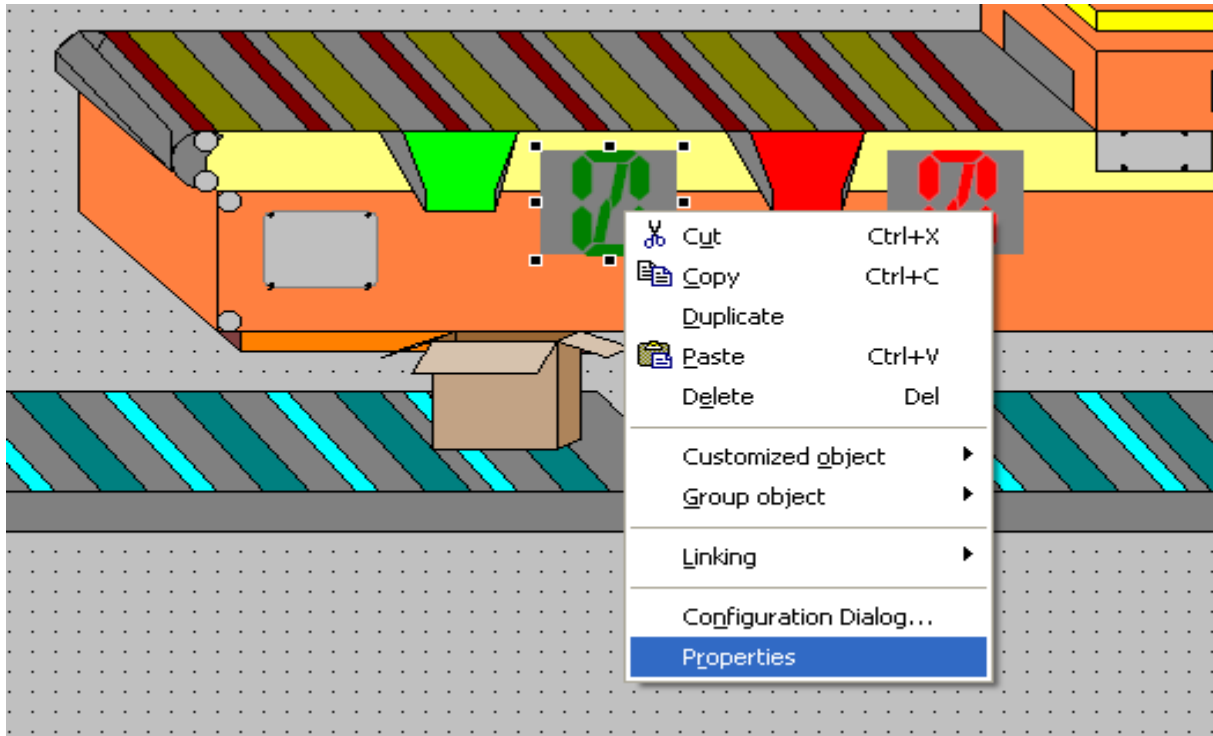 Cut Ctrl+X
Copy Ctrl+C
Duplicate
Paste Ctrl+V
Delete Del
Customized object
Group object
Linking
Configuration Dialog...
Properties